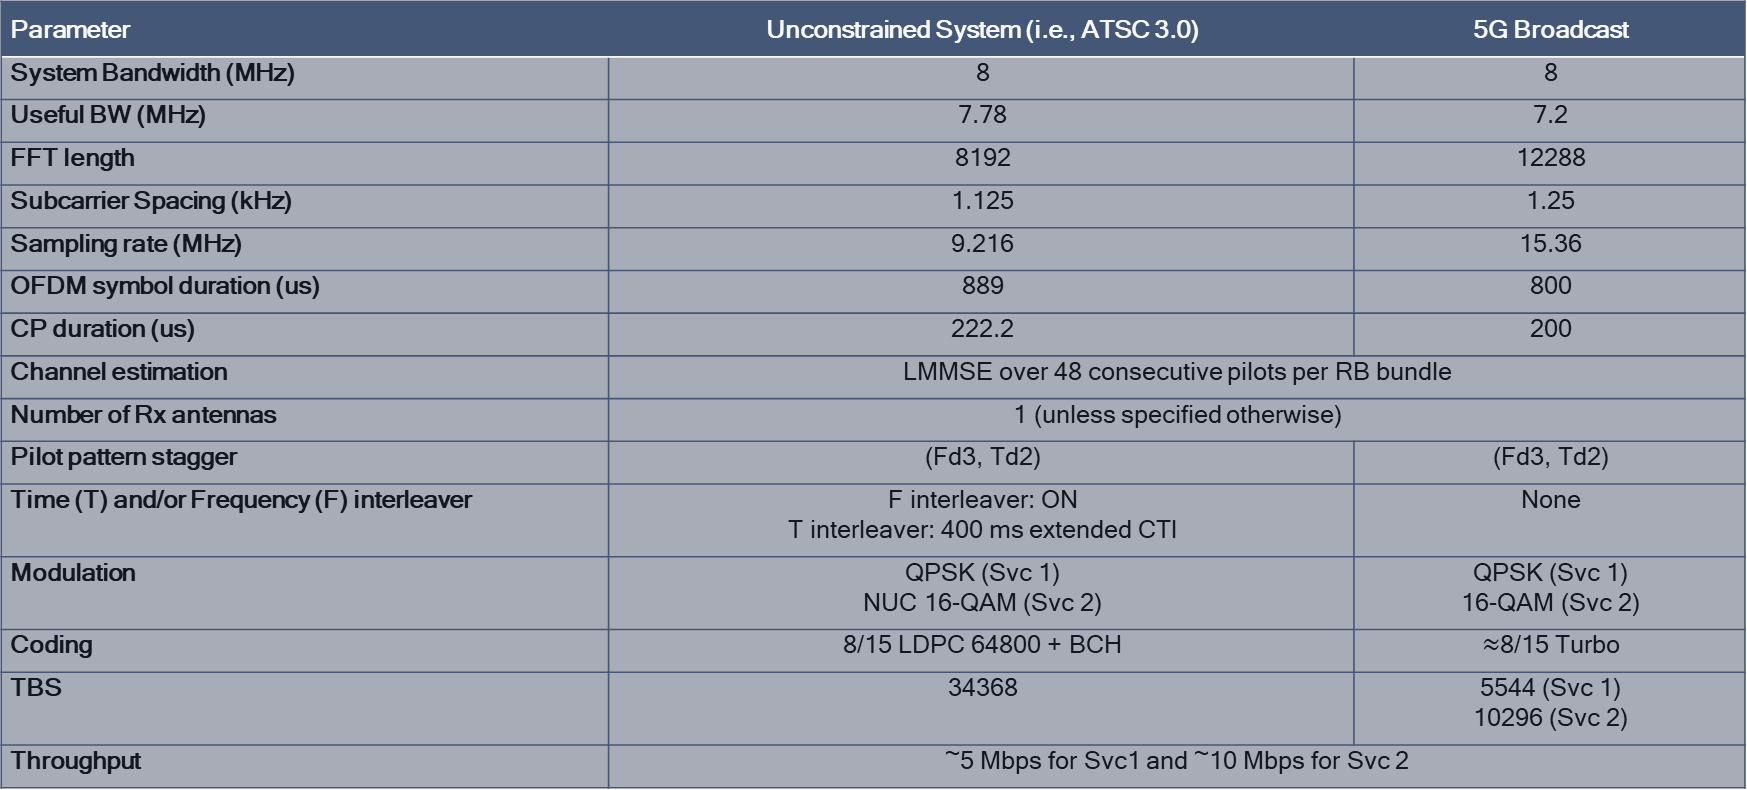 Parameter Unconstrained System (i.e., ATSC 3.0) 5G Broadcast
System Bandwidth (MHz) 8 8
Useful BW (MHz) 7.78 7.2
FFT length 8192 12288
Subcarrier Spacing (kHz) 1.125 1.25
Sampling rate (MHz) 9.216 15.36
OFDM symbol duration (us) 889 800
CP duration (us) 222.2 200
Channel estimation LMMSE over 48 consecutive pilots per RB bundle
Number of Rx antennas 1 (unless specified otherwise)
Pilot pattern stagger (Fd3, Td2) (Fd3, Td2)
Time (T) and/or Frequency (F) interleaver F interleaver: ON None
T interleaver: 400 ms extended CTI
Modulation QPSK (Svc 1) QPSK (Svc 1)
NUC 16-QAM (Svc 2) 16-QAM (Svc 2)
Coding 8/15 LDPC 64800 + BCH ≈8/15 Turbo
TBS 34368 5544 (Svc 1)
10296 (Svc 2)
Throughput ~5 Mbps for Svc1 and ~10 Mbps for Svc 2